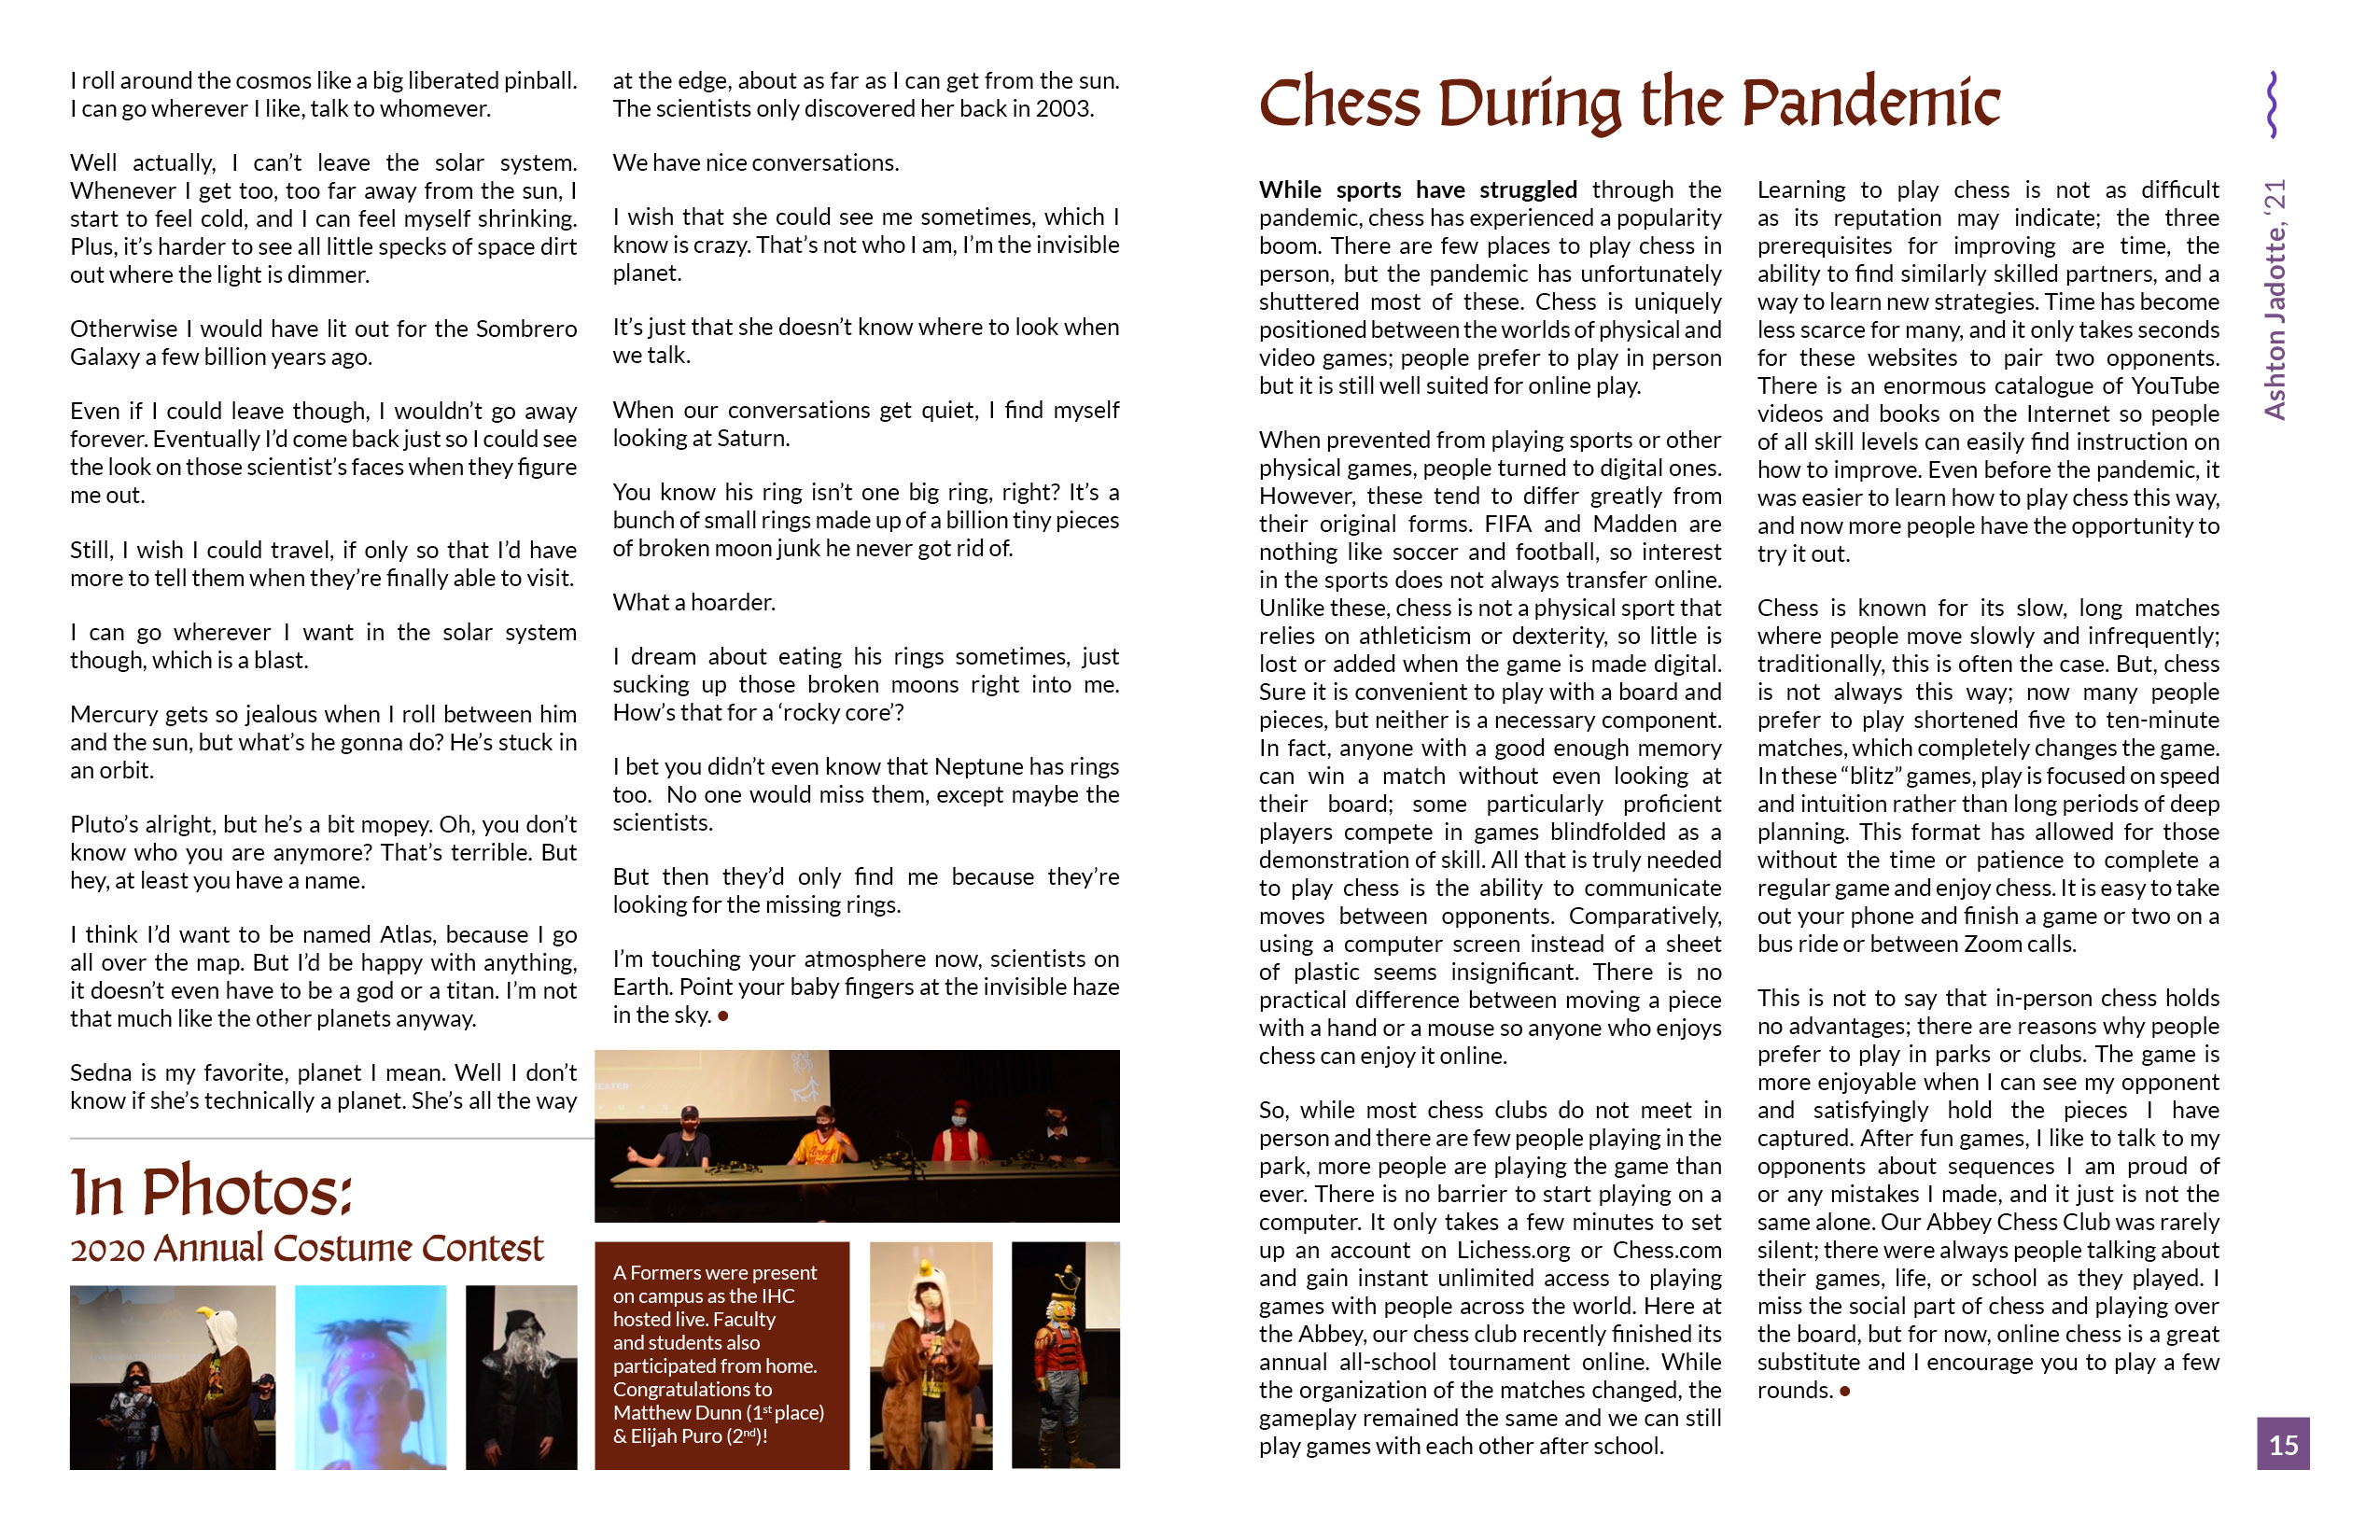 I roll around the cosmos like a big liberated pinball.
I can go wherever I like, talk to whomever.
Well actually, I can’t leave the solar system.
Whenever I get too, too far away from the sun, I
start to feel cold, and I can feel myself shrinking.
Plus, it’s harder to see all little specks of space dirt
out where the light is dimmer.
Otherwise I would have lit out for the Sombrero
Galaxy a few billion years ago.
Even if I could leave though, I wouldn’t go away
forever. Eventually I’d come back just so I could see
the look on those scientist’s faces when they figure
me out.
Still, I wish I could travel, if only so that I’d have
more to tell them when they’re finally able to visit.
I can go wherever I want in the solar system
though, which is a blast.
Mercury gets so jealous when I roll between him
and the sun, but what’s he gonna do? He’s stuck in
an orbit.
Pluto’s alright, but he’s a bit mopey. Oh, you don’t
know who you are anymore? That’s terrible. But
hey, at least you have a name.
I think I’d want to be named Atlas, because I go
all over the map. But I’d be happy with anything,
it doesn’t even have to be a god or a titan. I’m not
that much like the other planets anyway.
Sedna is my favorite, planet I mean. Well I don’t
know if she’s technically a planet. She’s all the way
at the edge, about as far as I can get from the sun.
The scientists only discovered her back in 2003.
We have nice conversations.
I wish that she could see me sometimes, which I
know is crazy. That’s not who I am, I’m the invisible
planet.
It’s just that she doesn’t know where to look when
we talk.
When our conversations get quiet, I find myself
looking at Saturn.
You know his ring isn’t one big ring, right? It’s a
bunch of small rings made up of a billion tiny pieces
of broken moon junk he never got rid of.
What a hoarder.
I dream about eating his rings sometimes, just
sucking up those broken moons right into me.
How’s that for a ‘rocky core’?
I bet you didn’t even know that Neptune has rings
too. No one would miss them, except maybe the
scientists.
But then they’d only find me because they’re
looking for the missing rings.
I’m touching your atmosphere now, scientists on
Earth. Point your baby fingers at the invisible haze
in the sky. •
In Photos:
2020 Annual Costume Contest
A Formers were present
on campus as the IHC
hosted live. Faculty
and students also
participated from home.
Congratulations to
Matthew Dunn (1st place)
& Elijah Puro (2nd)!
Chess During the Pandemic
Ashton Jadotte, ‘21
While sports have struggled through the
pandemic, chess has experienced a popularity
boom. There are few places to play chess in
person, but the pandemic has unfortunately
shuttered most of these. Chess is uniquely
positioned between the worlds of physical and
video games; people prefer to play in person
but it is still well suited for online play.
When prevented from playing sports or other
physical games, people turned to digital ones.
However, these tend to differ greatly from
their original forms. FIFA and Madden are
nothing like soccer and football, so interest
in the sports does not always transfer online.
Unlike these, chess is not a physical sport that
relies on athleticism or dexterity, so little is
lost or added when the game is made digital.
Sure it is convenient to play with a board and
pieces, but neither is a necessary component.
In fact, anyone with a good enough memory
can win a match without even looking at
their board; some particularly proficient
players compete in games blindfolded as a
demonstration of skill. All that is truly needed
to play chess is the ability to communicate
moves between opponents. Comparatively,
using a computer screen instead of a sheet
of plastic seems insignificant. There is no
practical difference between moving a piece
with a hand or a mouse so anyone who enjoys
chess can enjoy it online.
So, while most chess clubs do not meet in
person and there are few people playing in the
park, more people are playing the game than
ever. There is no barrier to start playing on a
computer. It only takes a few minutes to set
up an account on Lichess.org or Chess.com
and gain instant unlimited access to playing
games with people across the world. Here at
the Abbey, our chess club recently finished its
annual all-school tournament online. While
the organization of the matches changed, the
gameplay remained the same and we can still
play games with each other after school.
Learning to play chess is not as difficult
as its reputation may indicate; the three
prerequisites for improving are time, the
ability to find similarly skilled partners, and a
way to learn new strategies. Time has become
less scarce for many, and it only takes seconds
for these websites to pair two opponents.
There is an enormous catalogue of YouTube
videos and books on the Internet so people
of all skill levels can easily find instruction on
how to improve. Even before the pandemic, it
was easier to learn how to play chess this way,
and now more people have the opportunity to
try it out.
Chess is known for its slow, long matches
where people move slowly and infrequently;
traditionally, this is often the case. But, chess
is not always this way; now many people
prefer to play shortened five to ten-minute
matches, which completely changes the game.
In these “blitz” games, play is focused on speed
and intuition rather than long periods of deep
planning. This format has allowed for those
without the time or patience to complete a
regular game and enjoy chess. It is easy to take
out your phone and finish a game or two on a
bus ride or between Zoom calls.
This is not to say that in-person chess holds
no advantages; there are reasons why people
prefer to play in parks or clubs. The game is
more enjoyable when I can see my opponent
and satisfyingly hold the pieces I have
captured. After fun games, I like to talk to my
opponents about sequences I am proud of
or any mistakes I made, and it just is not the
same alone. Our Abbey Chess Club was rarely
silent; there were always people talking about
their games, life, or school as they played. I
miss the social part of chess and playing over
the board, but for now, online chess is a great
substitute and I encourage you to play a few
rounds. •
15